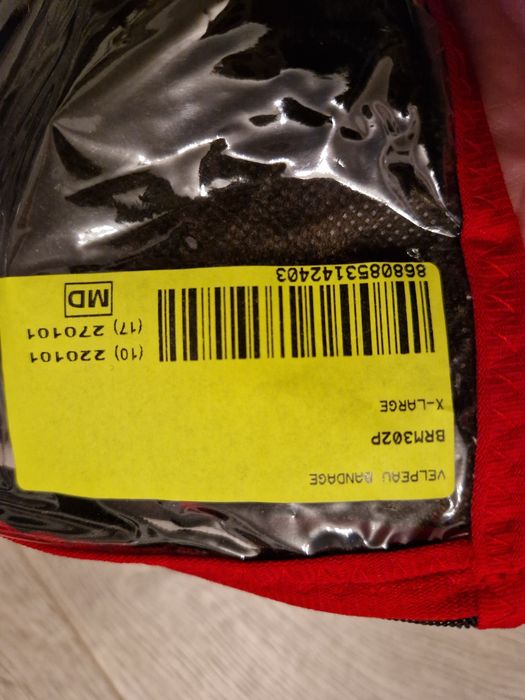 VELPEAU BANDAGE
BRM302P
X-LARGE
(10) 220101
(17) 270101
MD
8680853142403